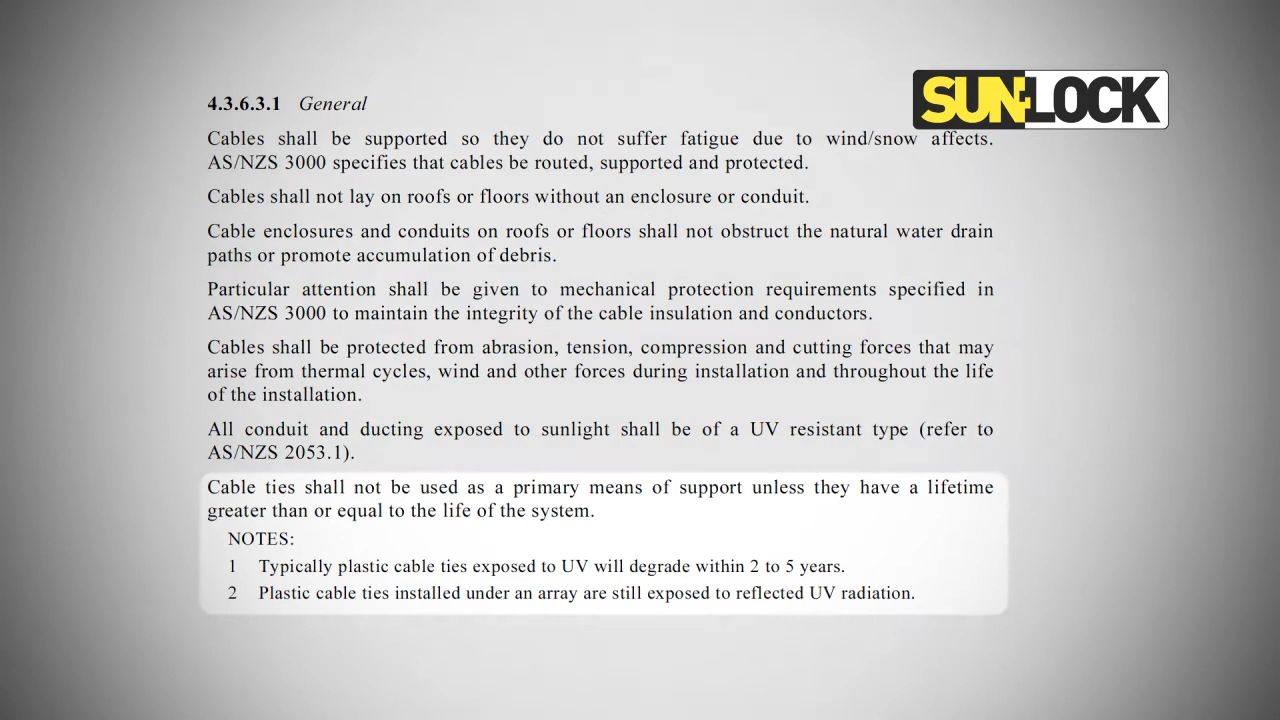 SUNLOCK
4.3.6.3.1 General
Cables shall be supported so they do not suffer fatigue due to wind/snow affects.
AS/NZS 3000 specifies that cables be routed, supported and protected.
Cables shall not lay on roofs or floors without an enclosure or conduit.
Cable enclosures and conduits on roofs or floors shall not obstruct the natural water drain
paths or promote accumulation of debris.
Particular attention shall be given to mechanical protection requirements specified in
AS/NZS 3000 to maintain the integrity of the cable insulation and conductors.
Cables shall be protected from abrasion, tension, compression and cutting forces that may
arise from thermal cycles, wind and other forces during installation and throughout the life
of the installation.
All conduit and ducting exposed to sunlight shall be of a UV resistant type (refer to
AS/NZS 2053.1).
Cable ties shall not be used as a primary means of support unless they have a lifetime
greater than or equal to the life of the system.
NOTES:
1 Typically plastic cable ties exposed to UV will degrade within 2 to 5 years.
2 Plastic cable ties installed under an array are still exposed to reflected UV radiation.